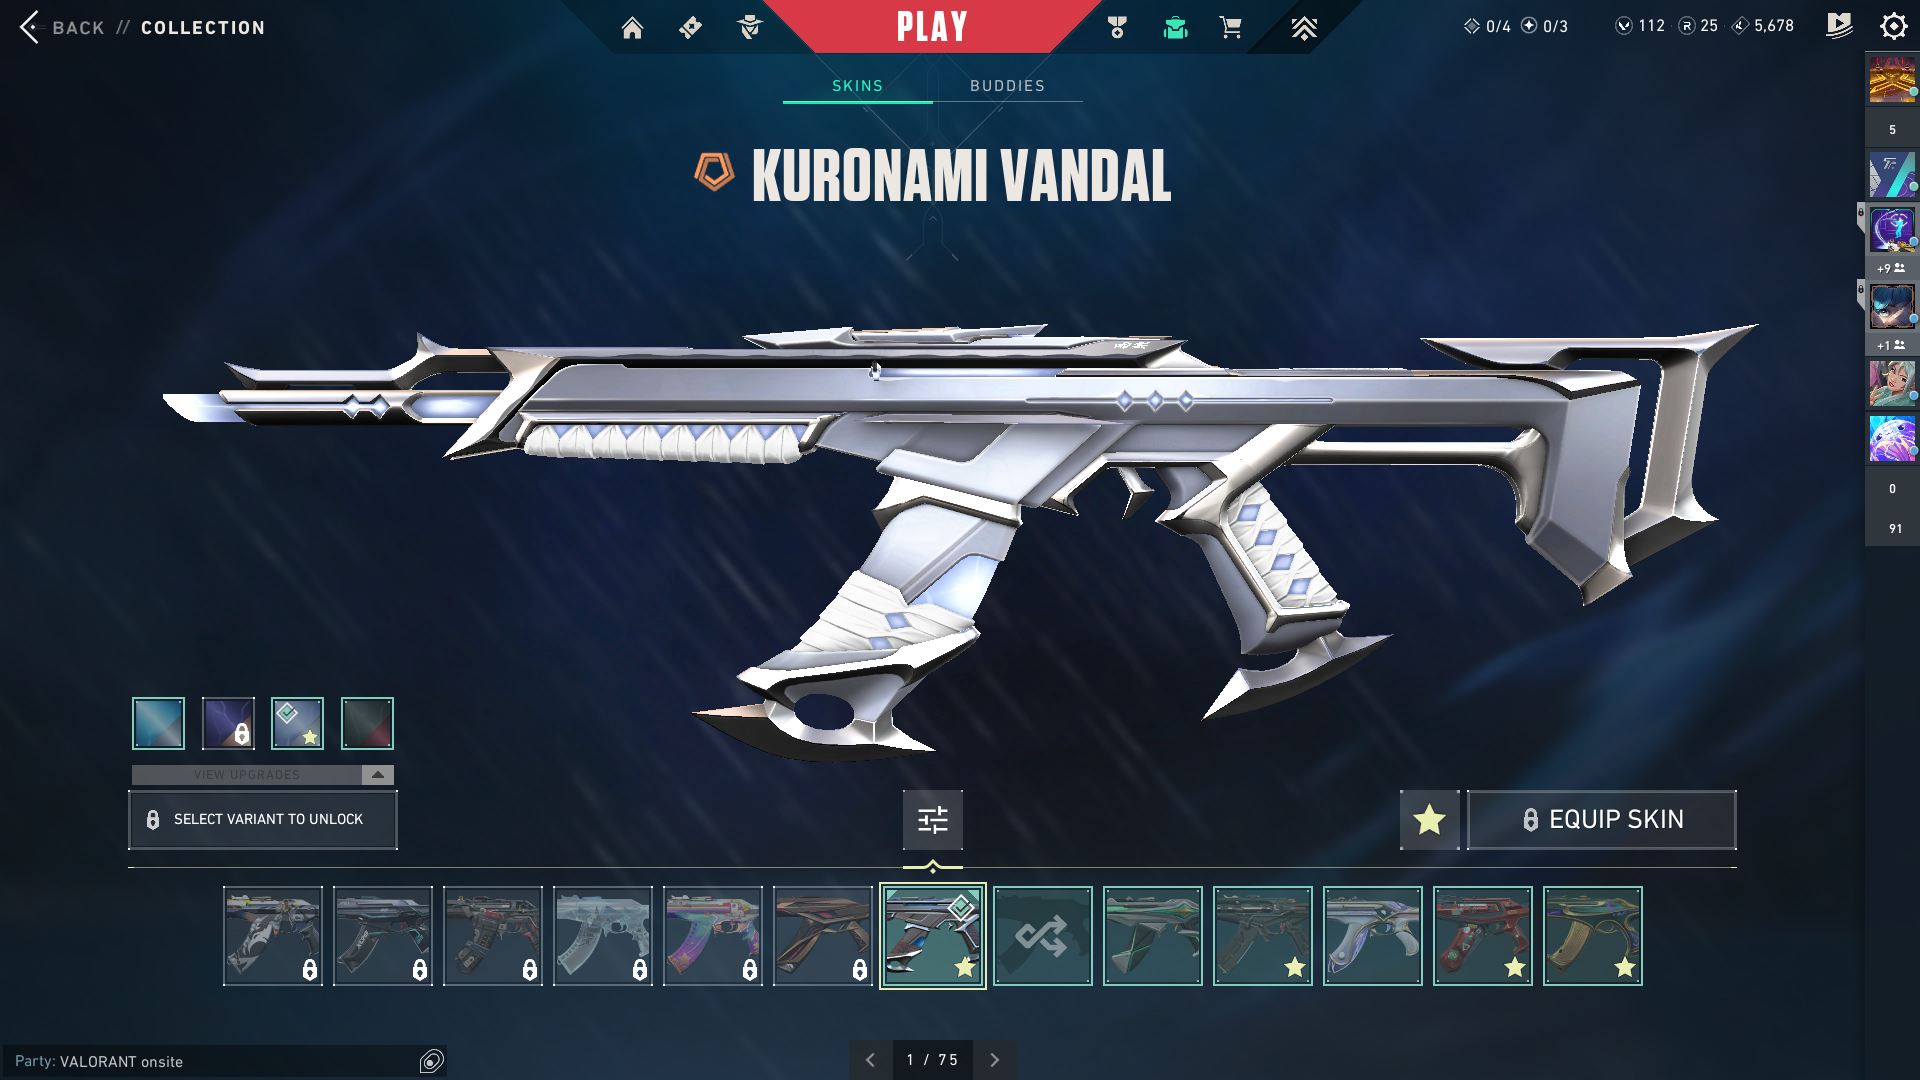 BACK // COLLECTION
PLAY
0/4 0/3 112 R 25 5,678
SKINS BUDDIES
KURONAMI VANDAL
5
+9
+1
0
91
VIEW UPGRADES
SELECT VARIANT TO UNLOCK
EQUIP SKIN
Party: VALORANT onsite
1 / 75